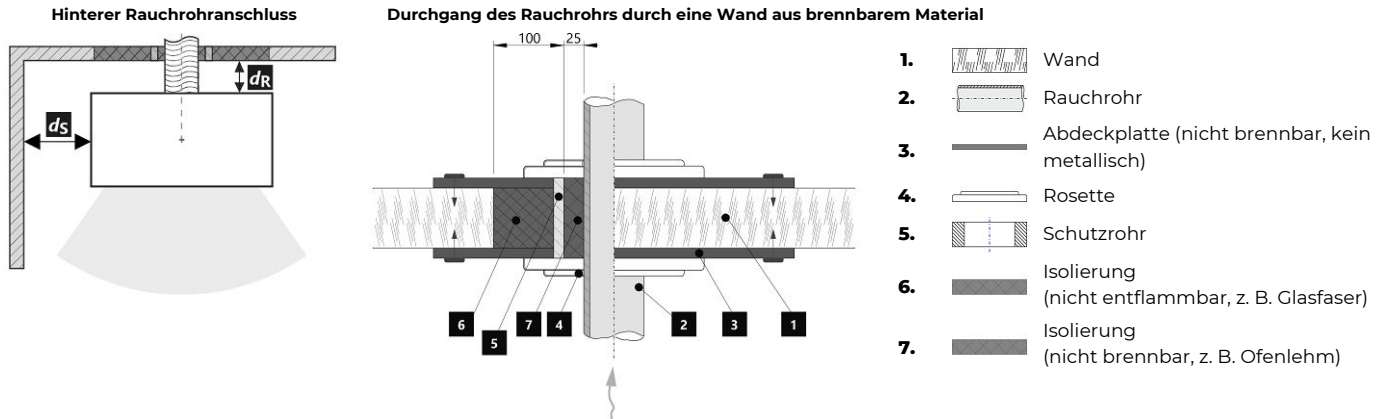 Hinterer Rauchrohranschluss
dR
dS
Durchgang des Rauchrohrs durch eine Wand aus brennbarem Material
100
25
6
5
7
4
2
3
1
1. Wand
2. Rauchrohr
3. Abdeckplatte (nicht brennbar, kein
metallisch)
4. Rosette
5. Schutzrohr
6. Isolierung
(nicht entflammbar, z. B. Glasfaser)
7. Isolierung
(nicht brennbar, z. B. Ofenlehm)